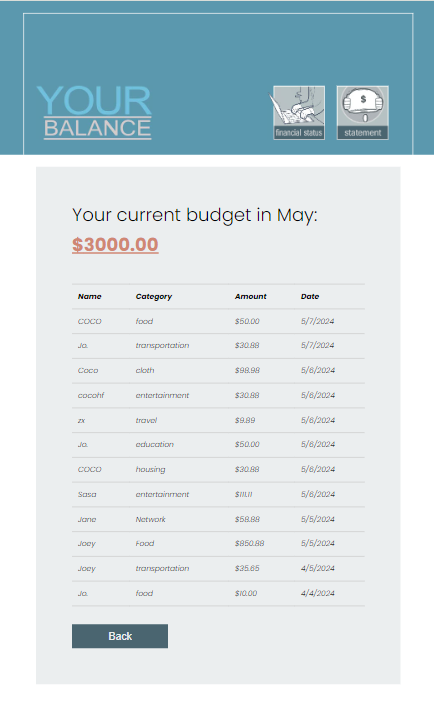 YOUR
BALANCE
$
financial status
statement
Your current budget in May:
$3000.00
Name Category Amount Date
COCO food $50.00 5/7/2024
Jo. transportation $30.88 5/7/2024
Coco cloth $98.98 5/6/2024
cocohf entertainment $30.88 5/6/2024
zx travel $9.89 5/6/2024
Jo. education $50.00 5/6/2024
COCO housing $30.88 5/6/2024
Sasa entertainment $111.11 5/6/2024
Jane Network $58.88 5/5/2024
Joey Food $850.88 5/5/2024
Joey transportation $35.65 4/5/2024
Jo. food $10.00 4/4/2024
Back